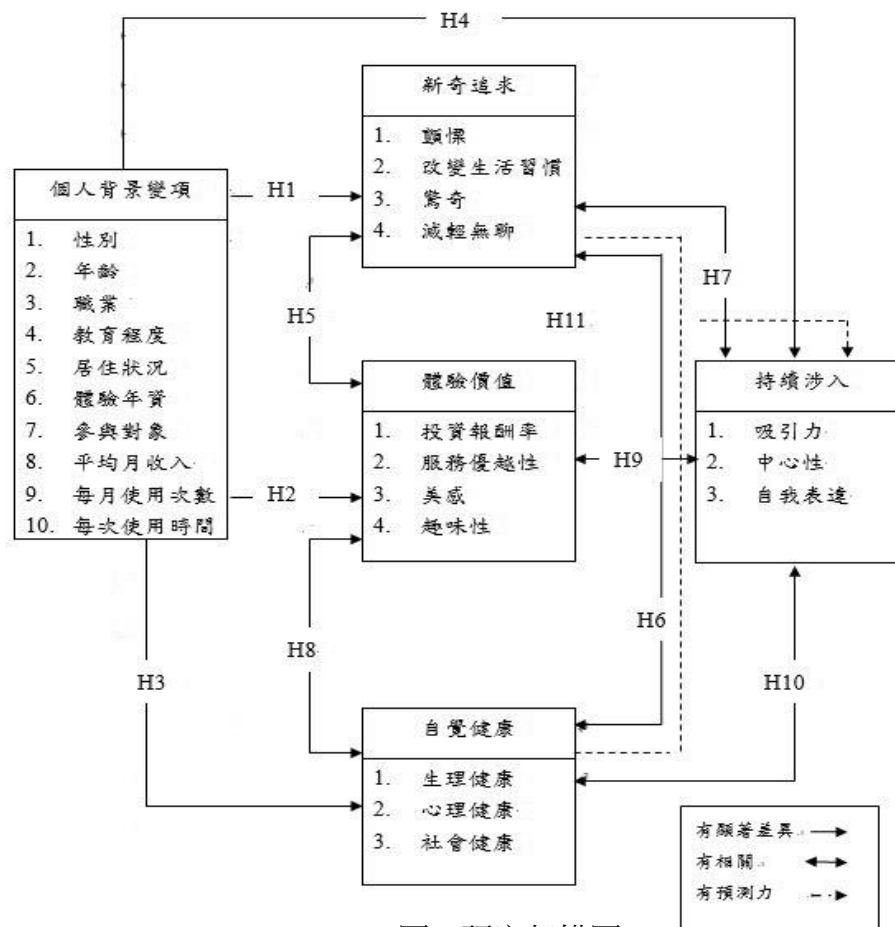 H4
新奇追求
1. 顫慄
2. 改變生活習慣
3. 驚奇
4. 減輕無聊
個人背景變項
1. 性別
2. 年齡
3. 職業
4. 教育程度
5. 居住狀況
6. 體驗年資
7. 參與對象
8. 平均月收入
9. 每月使用次數
10. 每次使用時間
H1
H5
H7
H11
體驗價值
1. 投資報酬率
2. 服務優越性
3. 美感
4. 趣味性
持續涉入
1. 吸引力
2. 中心性
3. 自我表達
H9
H2
H8
H6
H3
H10
自覺健康
1. 生理健康
2. 心理健康
3. 社會健康
有顯著差異
有相關
有預測力